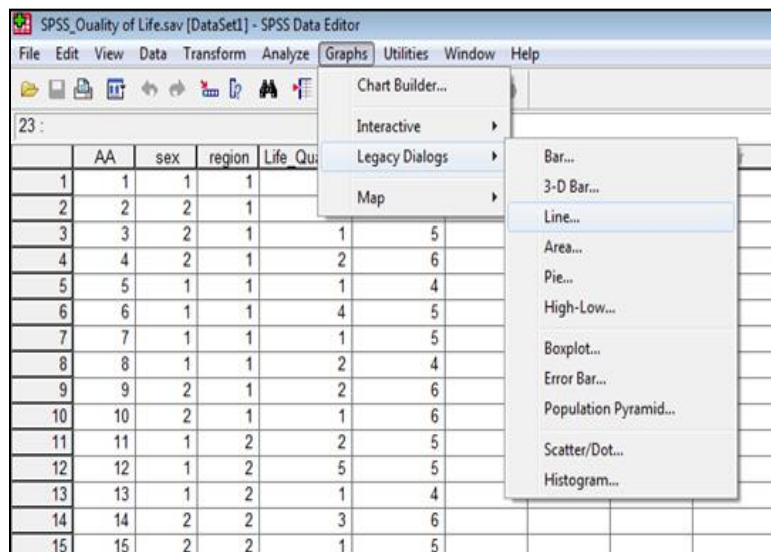 SPSS_Ouality of Life.sav [DataSet1] - SPSS Data Editor
File Edit View Data Transform Analyze Graphs Utilities Window Help
Chart Builder...
Interactive
Legacy Dialogs
Map
Bar...
3-D Bar...
Line...
Area...
Pie...
High-Low...
Boxplot...
Error Bar...
Population Pyramid...
Scatter/Dot...
Histogram...
23 :
AA sex region Life_Qua
1 1 1 1
2 2 2 1
3 3 2 1 1 5
4 4 2 1 2 6
5 5 1 1 1 4
6 6 1 1 4 5
7 7 1 1 1 5
8 8 1 1 2 4
9 9 2 1 2 6
10 10 2 1 1 6
11 11 1 2 2 5
12 12 1 2 5 5
13 13 1 2 1 4
14 14 2 2 3 6
15 15 2 2 1 5